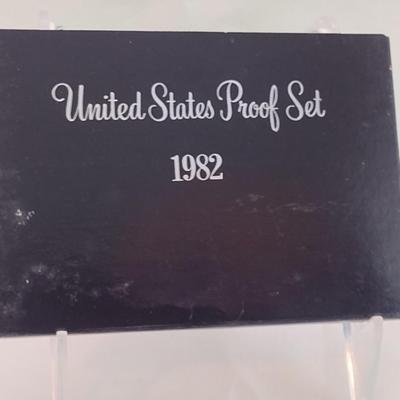 United States Proof Set
1982